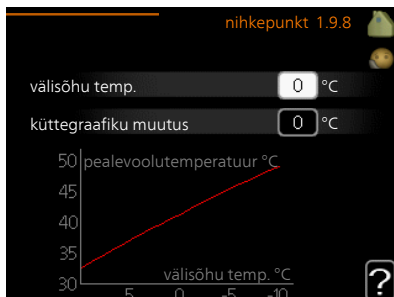 nihkepunkt 1.9.8
välisõhu temp. 0 °C
küttegraafiku muutus 0 °C
50 pealevoolutemperatuur °C
45
40
35
välisõhu temp. °C
30
5 0 -5 -10
?